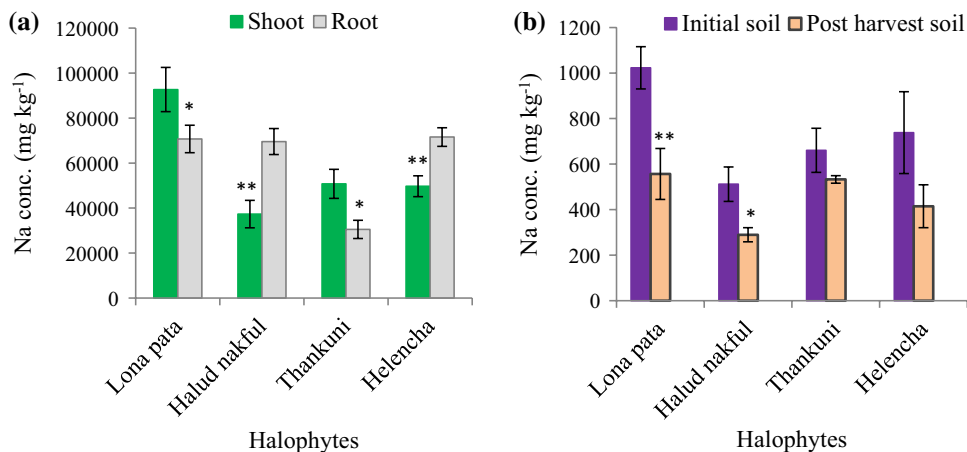 (a)
Shoot Root
Na conc. (mg kg⁻¹)
120000
100000
80000
60000
40000
20000
0
*
**
*
**
Lona pata
Halud nakful
Thankuni
Helencha
Halophytes
(b)
Initial soil Post harvest soil
Na conc. (mg kg⁻¹)
1200
1000
800
600
400
200
0
**
*
Lona pata
Halud nakful
Thankuni
Helencha
Halophytes